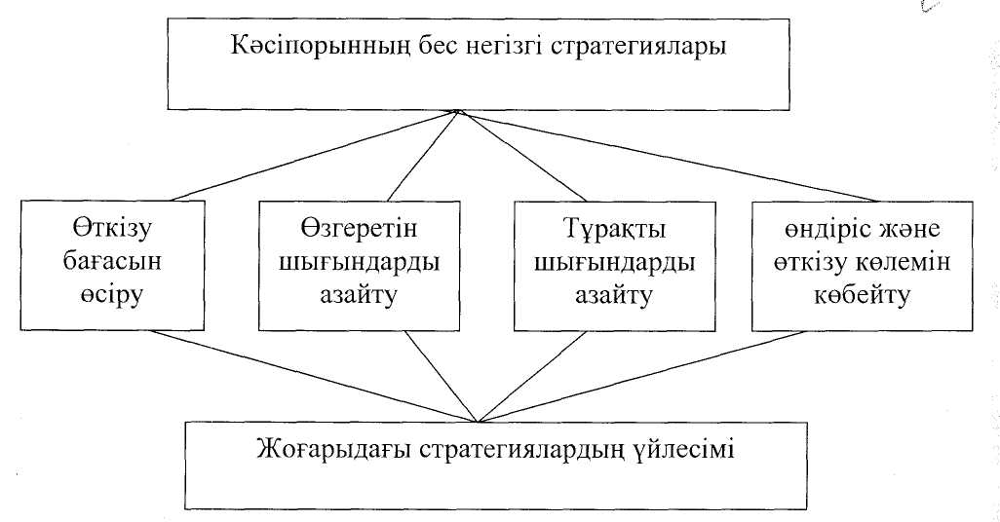 Кәсіпорынның бес негізгі стратегиялары
Өткізу
бағасын
өсіру
Өзгеретін
шығындарды
азайту
Тұрақты
шығындарды
азайту
өндіріс және
өткізу көлемін
көбейту
Жоғарыдағы стратегиялардың үйлесімі